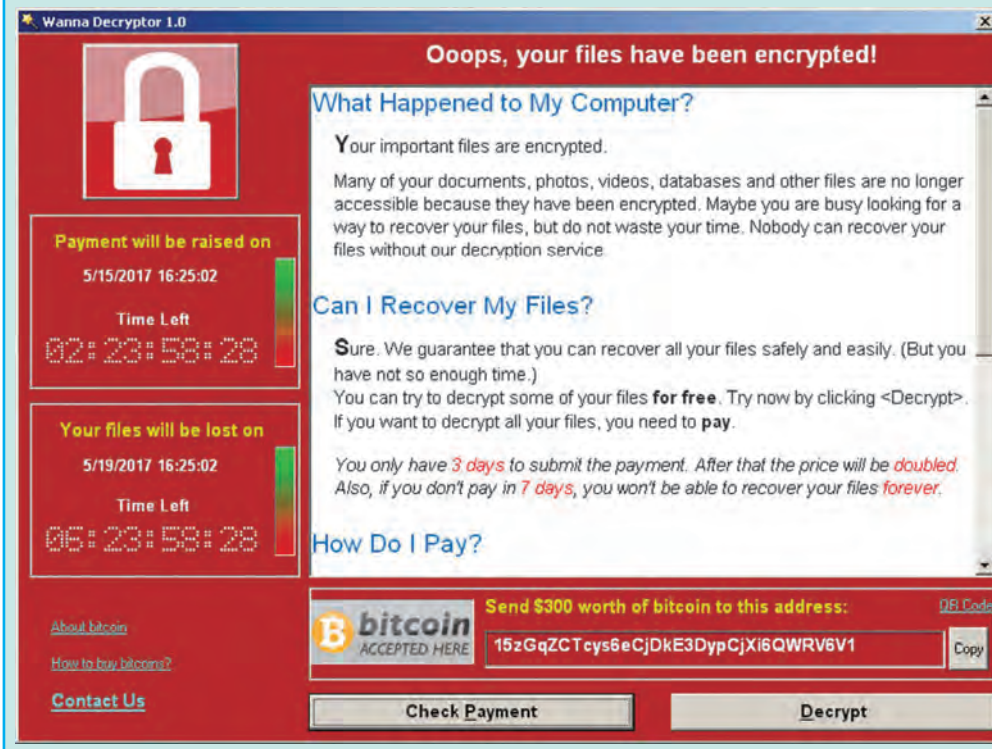 Wanna Decryptor 1.0
Ooops, your files have been encrypted!
What Happened to My Computer?
Your important files are encrypted.
Many of your documents, photos, videos, databases and other files are no longer
accessible because they have been encrypted. Maybe you are busy looking for a
way to recover your files, but do not waste your time. Nobody can recover your
files without our decryption service
Can I Recover My Files?
Sure. We guarantee that you can recover all your files safely and easily. (But you
have not so enough time.)
You can try to decrypt some of your files for free. Try now by clicking <Decrypt>.
If you want to decrypt all your files, you need to pay.
You only have 3 days to submit the payment. After that the price will be doubled.
Also, if you don't pay in 7 days, you won't be able to recover your files forever.
How Do I Pay?
Payment will be raised on
5/15/2017 16:25:02
Time Left
02:23:58:28
Your files will be lost on
5/19/2017 16:25:02
Time Left
06:23:58:28
About bitcoin
How to buy bitcoins?
Contact Us
bitcoin
ACCEPTED HERE
Send $300 worth of bitcoin to this address:
QR Code
15zGqZCTcys6eCjDkE3DypCjXi6QWRV6V1
Copy
Check Payment
Decrypt